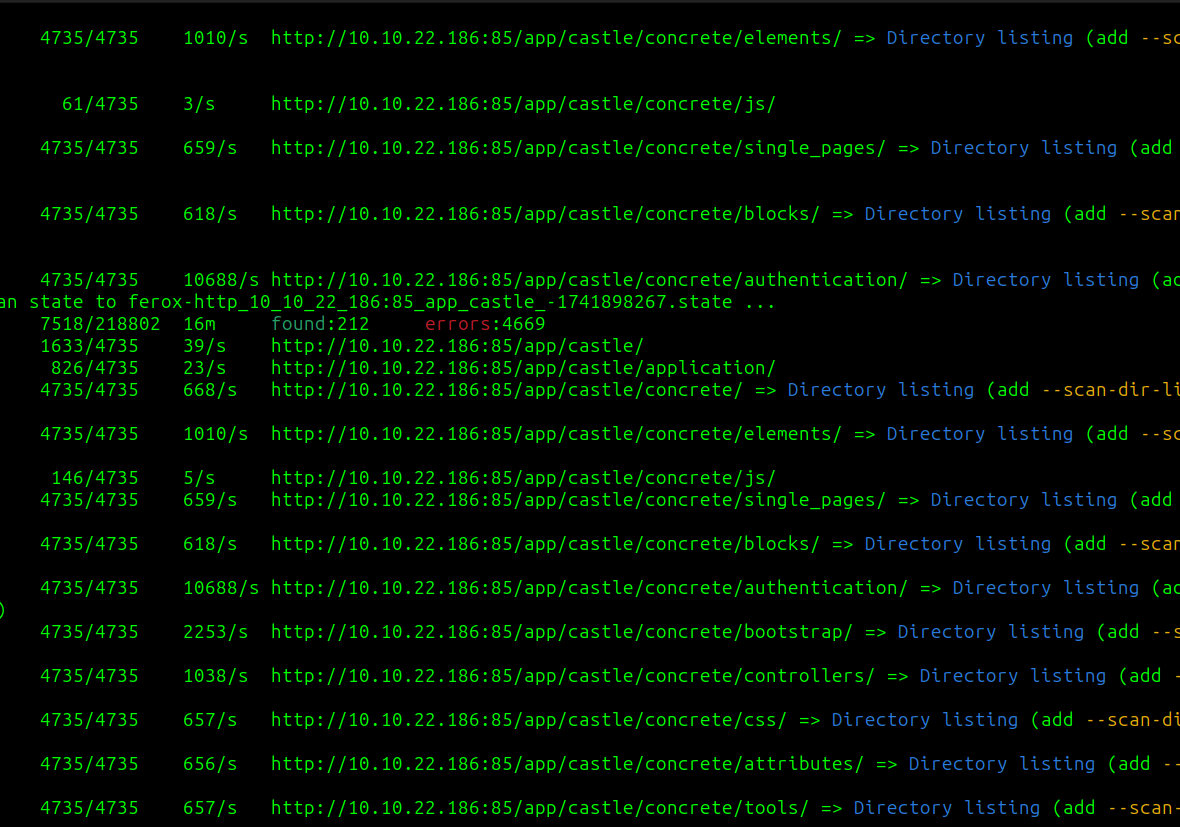 4735/4735 1010/s http://10.10.22.186:85/app/castle/concrete/elements/ => Directory listing (add --sc
61/4735 3/s http://10.10.22.186:85/app/castle/concrete/js/
4735/4735 659/s http://10.10.22.186:85/app/castle/concrete/single_pages/ => Directory listing (add
4735/4735 618/s http://10.10.22.186:85/app/castle/concrete/blocks/ => Directory listing (add --scan
4735/4735 10688/s http://10.10.22.186:85/app/castle/concrete/authentication/ => Directory listing (ad
an state to ferox-http_10_10_22_186:85_app_castle_-1741898267.state ...
7518/218802 16m found:212 errors:4669
1633/4735 39/s http://10.10.22.186:85/app/castle/
826/4735 23/s http://10.10.22.186:85/app/castle/application/
4735/4735 668/s http://10.10.22.186:85/app/castle/concrete/ => Directory listing (add --scan-dir-li
4735/4735 1010/s http://10.10.22.186:85/app/castle/concrete/elements/ => Directory listing (add --sc
146/4735 5/s http://10.10.22.186:85/app/castle/concrete/js/
4735/4735 659/s http://10.10.22.186:85/app/castle/concrete/single_pages/ => Directory listing (add
4735/4735 618/s http://10.10.22.186:85/app/castle/concrete/blocks/ => Directory listing (add --scan
4735/4735 10688/s http://10.10.22.186:85/app/castle/concrete/authentication/ => Directory listing (ad
)
4735/4735 2253/s http://10.10.22.186:85/app/castle/concrete/bootstrap/ => Directory listing (add --s
4735/4735 1038/s http://10.10.22.186:85/app/castle/concrete/controllers/ => Directory listing (add -
4735/4735 657/s http://10.10.22.186:85/app/castle/concrete/css/ => Directory listing (add --scan-di
4735/4735 656/s http://10.10.22.186:85/app/castle/concrete/attributes/ => Directory listing (add --
4735/4735 657/s http://10.10.22.186:85/app/castle/concrete/tools/ => Directory listing (add --scan-